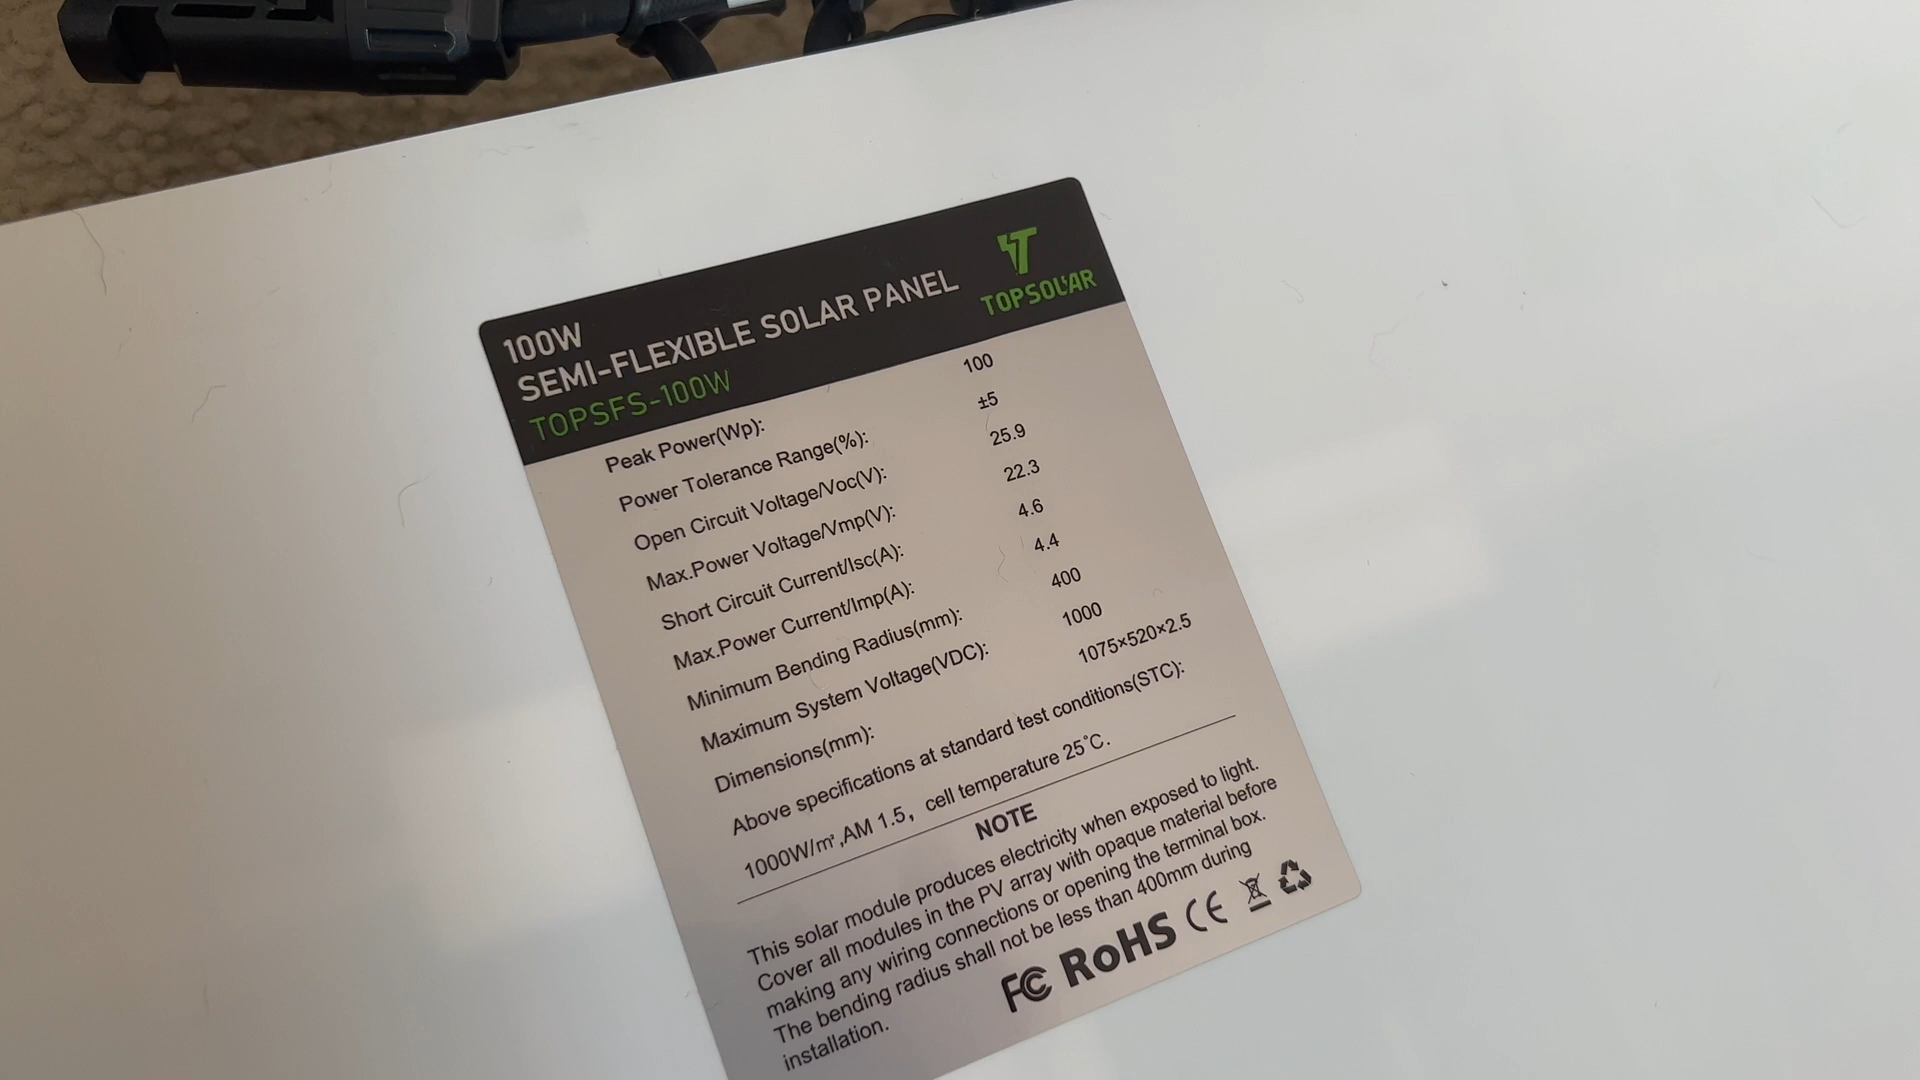 100W
SEMI-FLEXIBLE SOLAR PANEL
TOPSFS-100W
TOPSOLAR
Peak Power(Wp): 100
Power Tolerance Range(%): ±5
Open Circuit Voltage/Voc(V): 25.9
Max.Power Voltage/Vmp(V): 22.3
Short Circuit Current/Isc(A): 4.6
Max.Power Current/Imp(A): 4.4
Minimum Bending Radius(mm): 400
Maximum System Voltage(VDC): 1000
Dimensions(mm): 1075×520×2.5
Above specifications at standard test conditions(STC):
1000W/㎡,AM 1.5，cell temperature 25℃.
NOTE
This solar module produces electricity when exposed to light.
Cover all modules in the PV array with opaque material before
making any wiring connections or opening the terminal box.
The bending radius shall not be less than 400mm during
installation.
FC RoHS CE